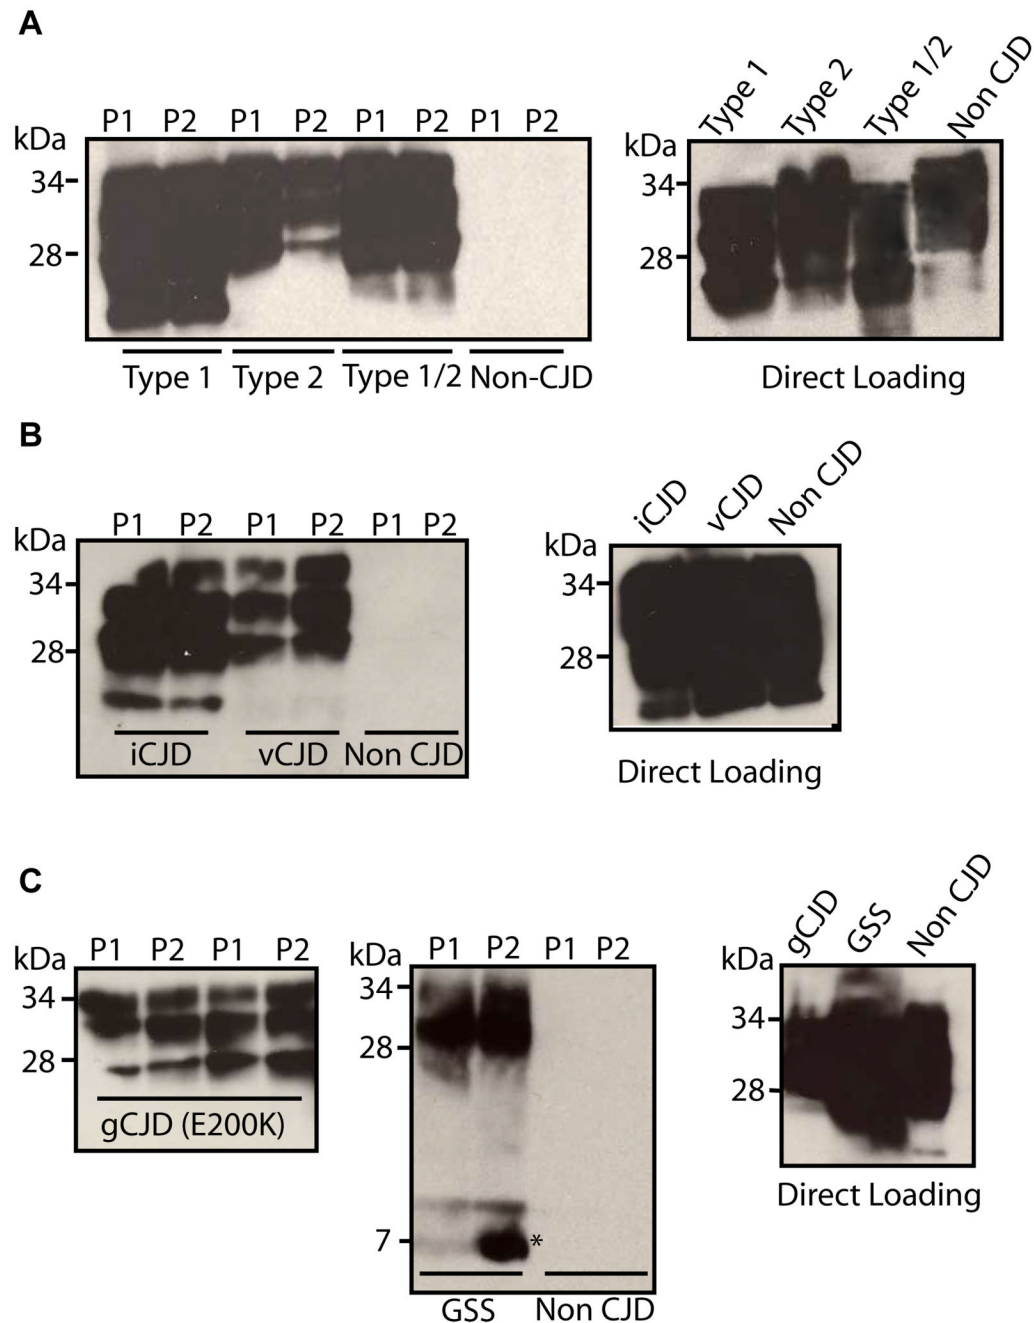 A
kDa P1 P2 P1 P2 P1 P2 P1 P2
34
28
Type 1 Type 2 Type 1/2 Non-CJD
kDa Type 1 Type 2 Type 1/2 Non CJD
34
28
Direct Loading
B
kDa P1 P2 P1 P2 P1 P2
34
28
iCJD vCJD Non CJD
kDa iCJD vCJD Non CJD
34
28
Direct Loading
C
kDa P1 P2 P1 P2
34
28
gCJD (E200K)
kDa P1 P2 P1 P2
34
28
7 *
GSS Non CJD
kDa gCJD GSS Non CJD
34
28
Direct Loading